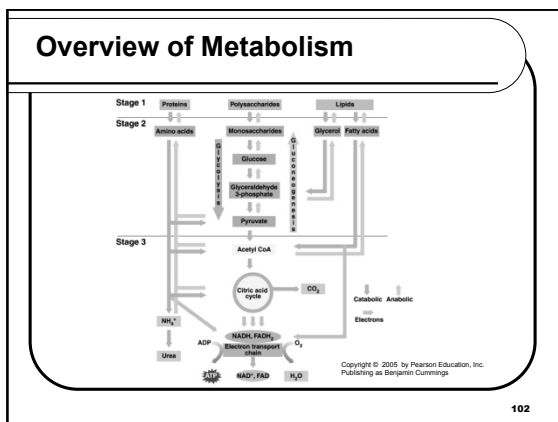 Overview of Metabolism
Stage 1 Proteins Polysaccharides Lipids
Stage 2
Amino acids Monosaccharides Glycerol Fatty acids
Glycolysis
Gluconeogenesis
Glucose
Glyceraldehyde
3-phosphate
Pyruvate
Stage 3
Acetyl CoA
Citric acid
cycle
CO₂
Catabolic Anabolic
Electrons
NH₄⁺
Urea
NADH, FADH₂
ADP
Electron transport
chain
O₂
ATP
NAD⁺, FAD
H₂O
Copyright © 2005 by Pearson Education, Inc.
Publishing as Benjamin Cummings
102